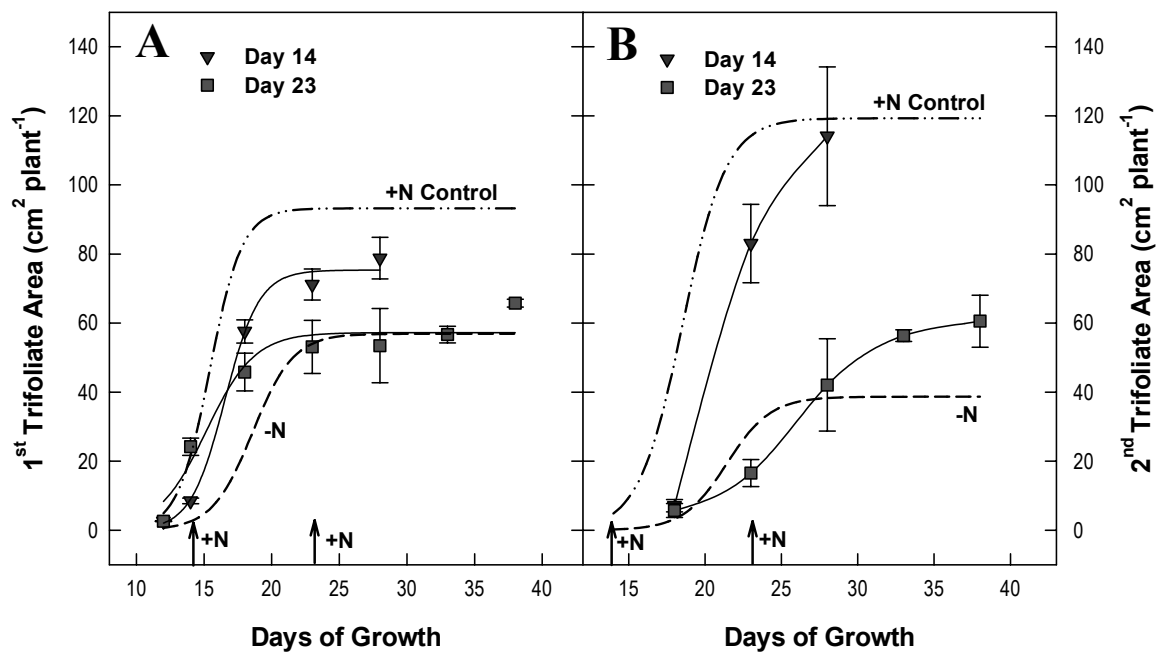 A
Day 14
Day 23
+N Control
-N
+N
+N
140
120
100
80
60
40
20
0
10
15
20
25
30
35
40
1st Trifoliate Area (cm2 plant-1)
Days of Growth
B
Day 14
Day 23
+N Control
-N
+N
+N
140
120
100
80
60
40
20
0
15
20
25
30
35
40
2nd Trifoliate Area (cm2 plant-1)
Days of Growth